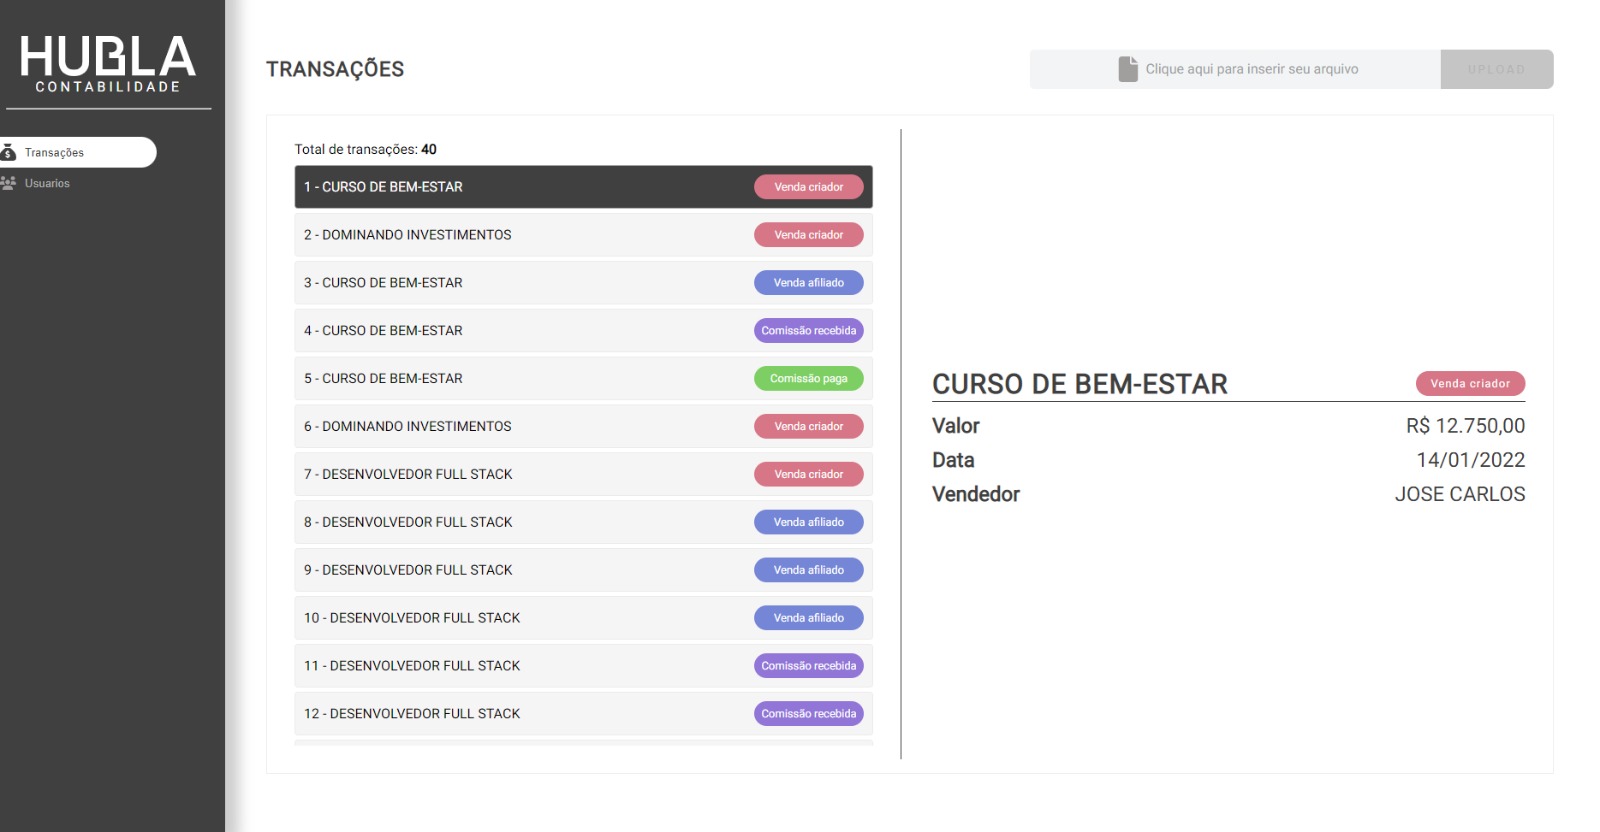 HUBLA
CONTABILIDADE
Transações
Usuarios
TRANSAÇÕES
Clique aqui para inserir seu arquivo
UPLOAD
Total de transações: 40
1 - CURSO DE BEM-ESTAR Venda criador
2 - DOMINANDO INVESTIMENTOS Venda criador
3 - CURSO DE BEM-ESTAR Venda afiliado
4 - CURSO DE BEM-ESTAR Comissão recebida
5 - CURSO DE BEM-ESTAR Comissão paga
6 - DOMINANDO INVESTIMENTOS Venda criador
7 - DESENVOLVEDOR FULL STACK Venda criador
8 - DESENVOLVEDOR FULL STACK Venda afiliado
9 - DESENVOLVEDOR FULL STACK Venda afiliado
10 - DESENVOLVEDOR FULL STACK Venda afiliado
11 - DESENVOLVEDOR FULL STACK Comissão recebida
12 - DESENVOLVEDOR FULL STACK Comissão recebida
CURSO DE BEM-ESTAR Venda criador
Valor R$ 12.750,00
Data 14/01/2022
Vendedor JOSE CARLOS